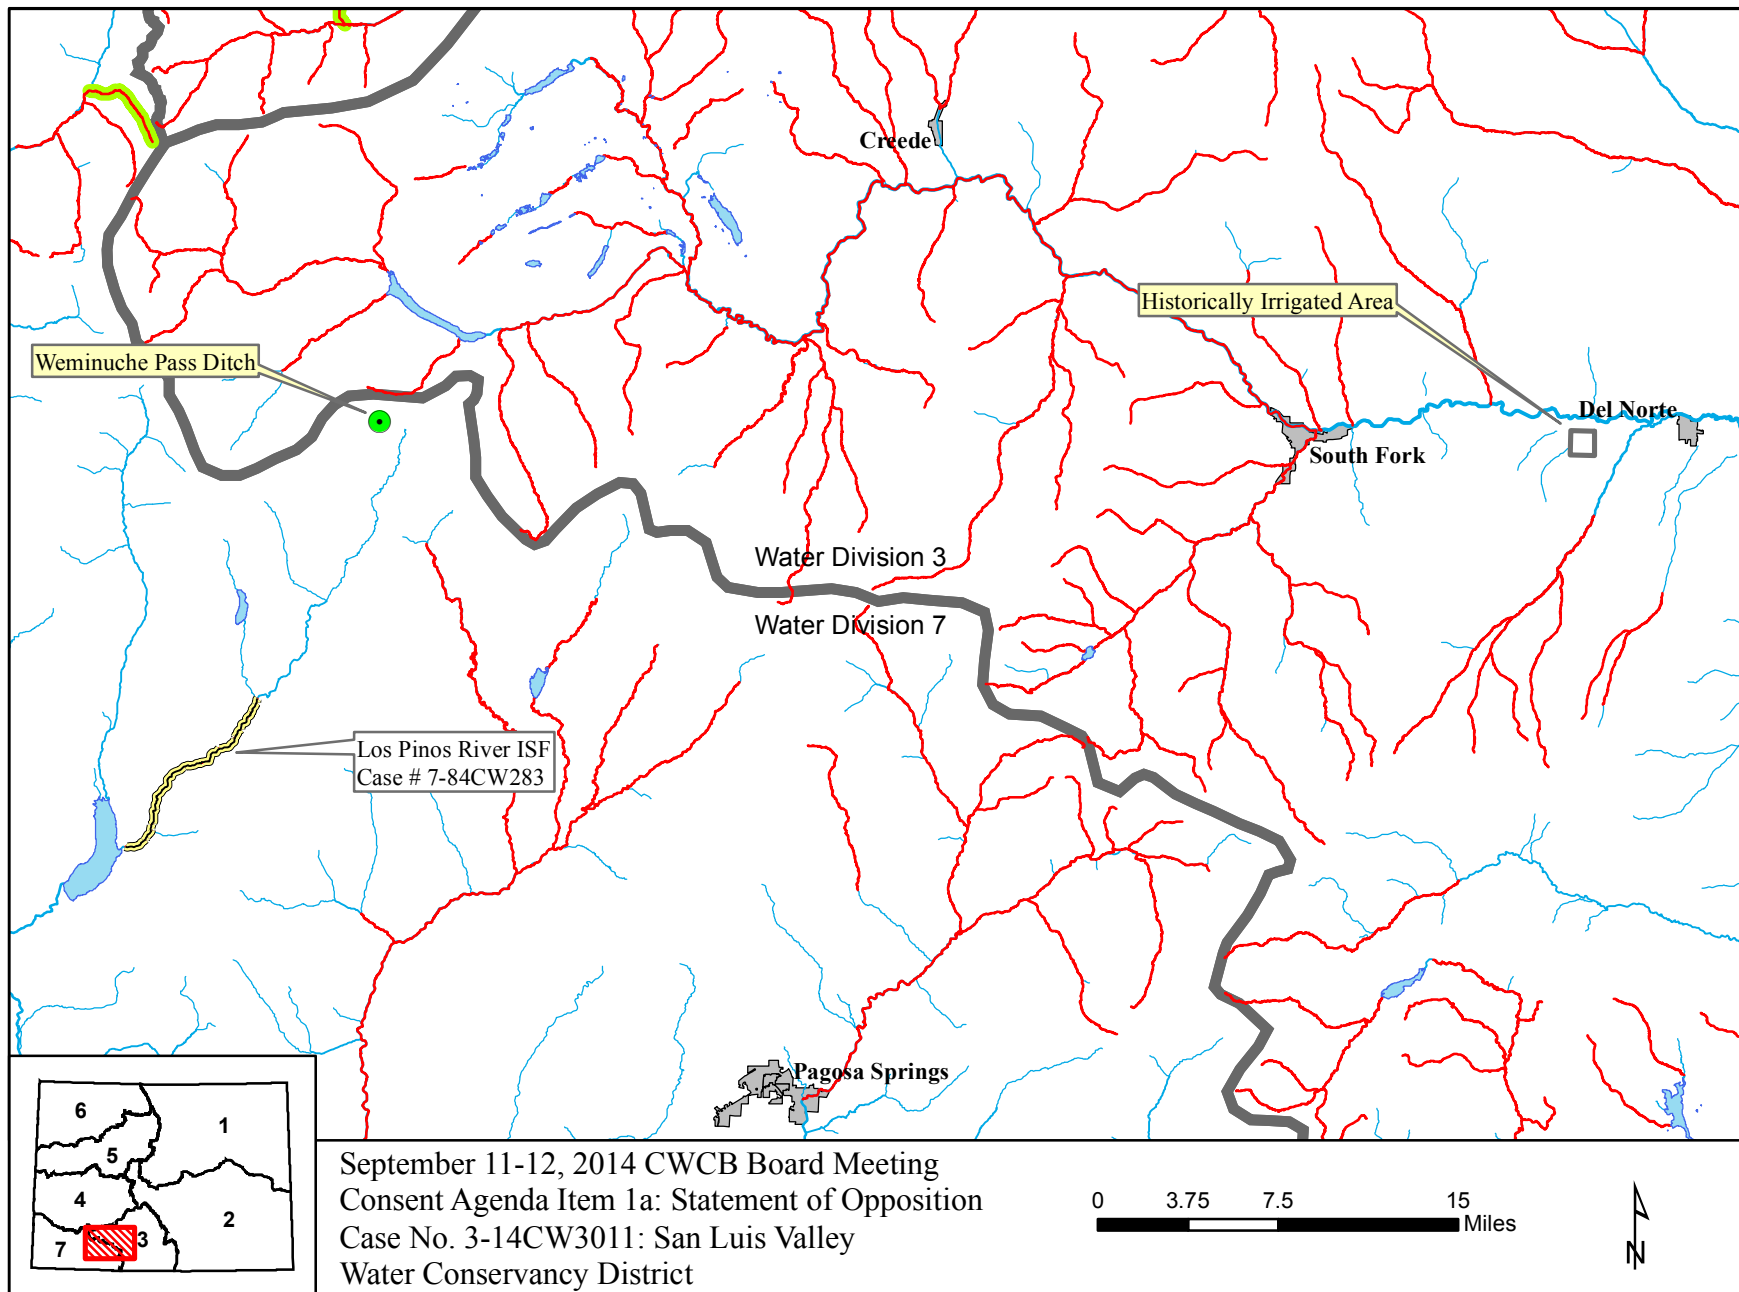 Creede
Historically Irrigated Area
Weminuche Pass Ditch
Del Norte
South Fork
Water Division 3
Water Division 7
Los Pinos River ISF
Case # 7-84CW283
Pagosa Springs
6
1
5
4
2
3
7
September 11-12, 2014 CWCB Board Meeting
Consent Agenda Item 1a: Statement of Opposition
Case No. 3-14CW3011: San Luis Valley
Water Conservancy District
0 3.75 7.5 15
Miles
N